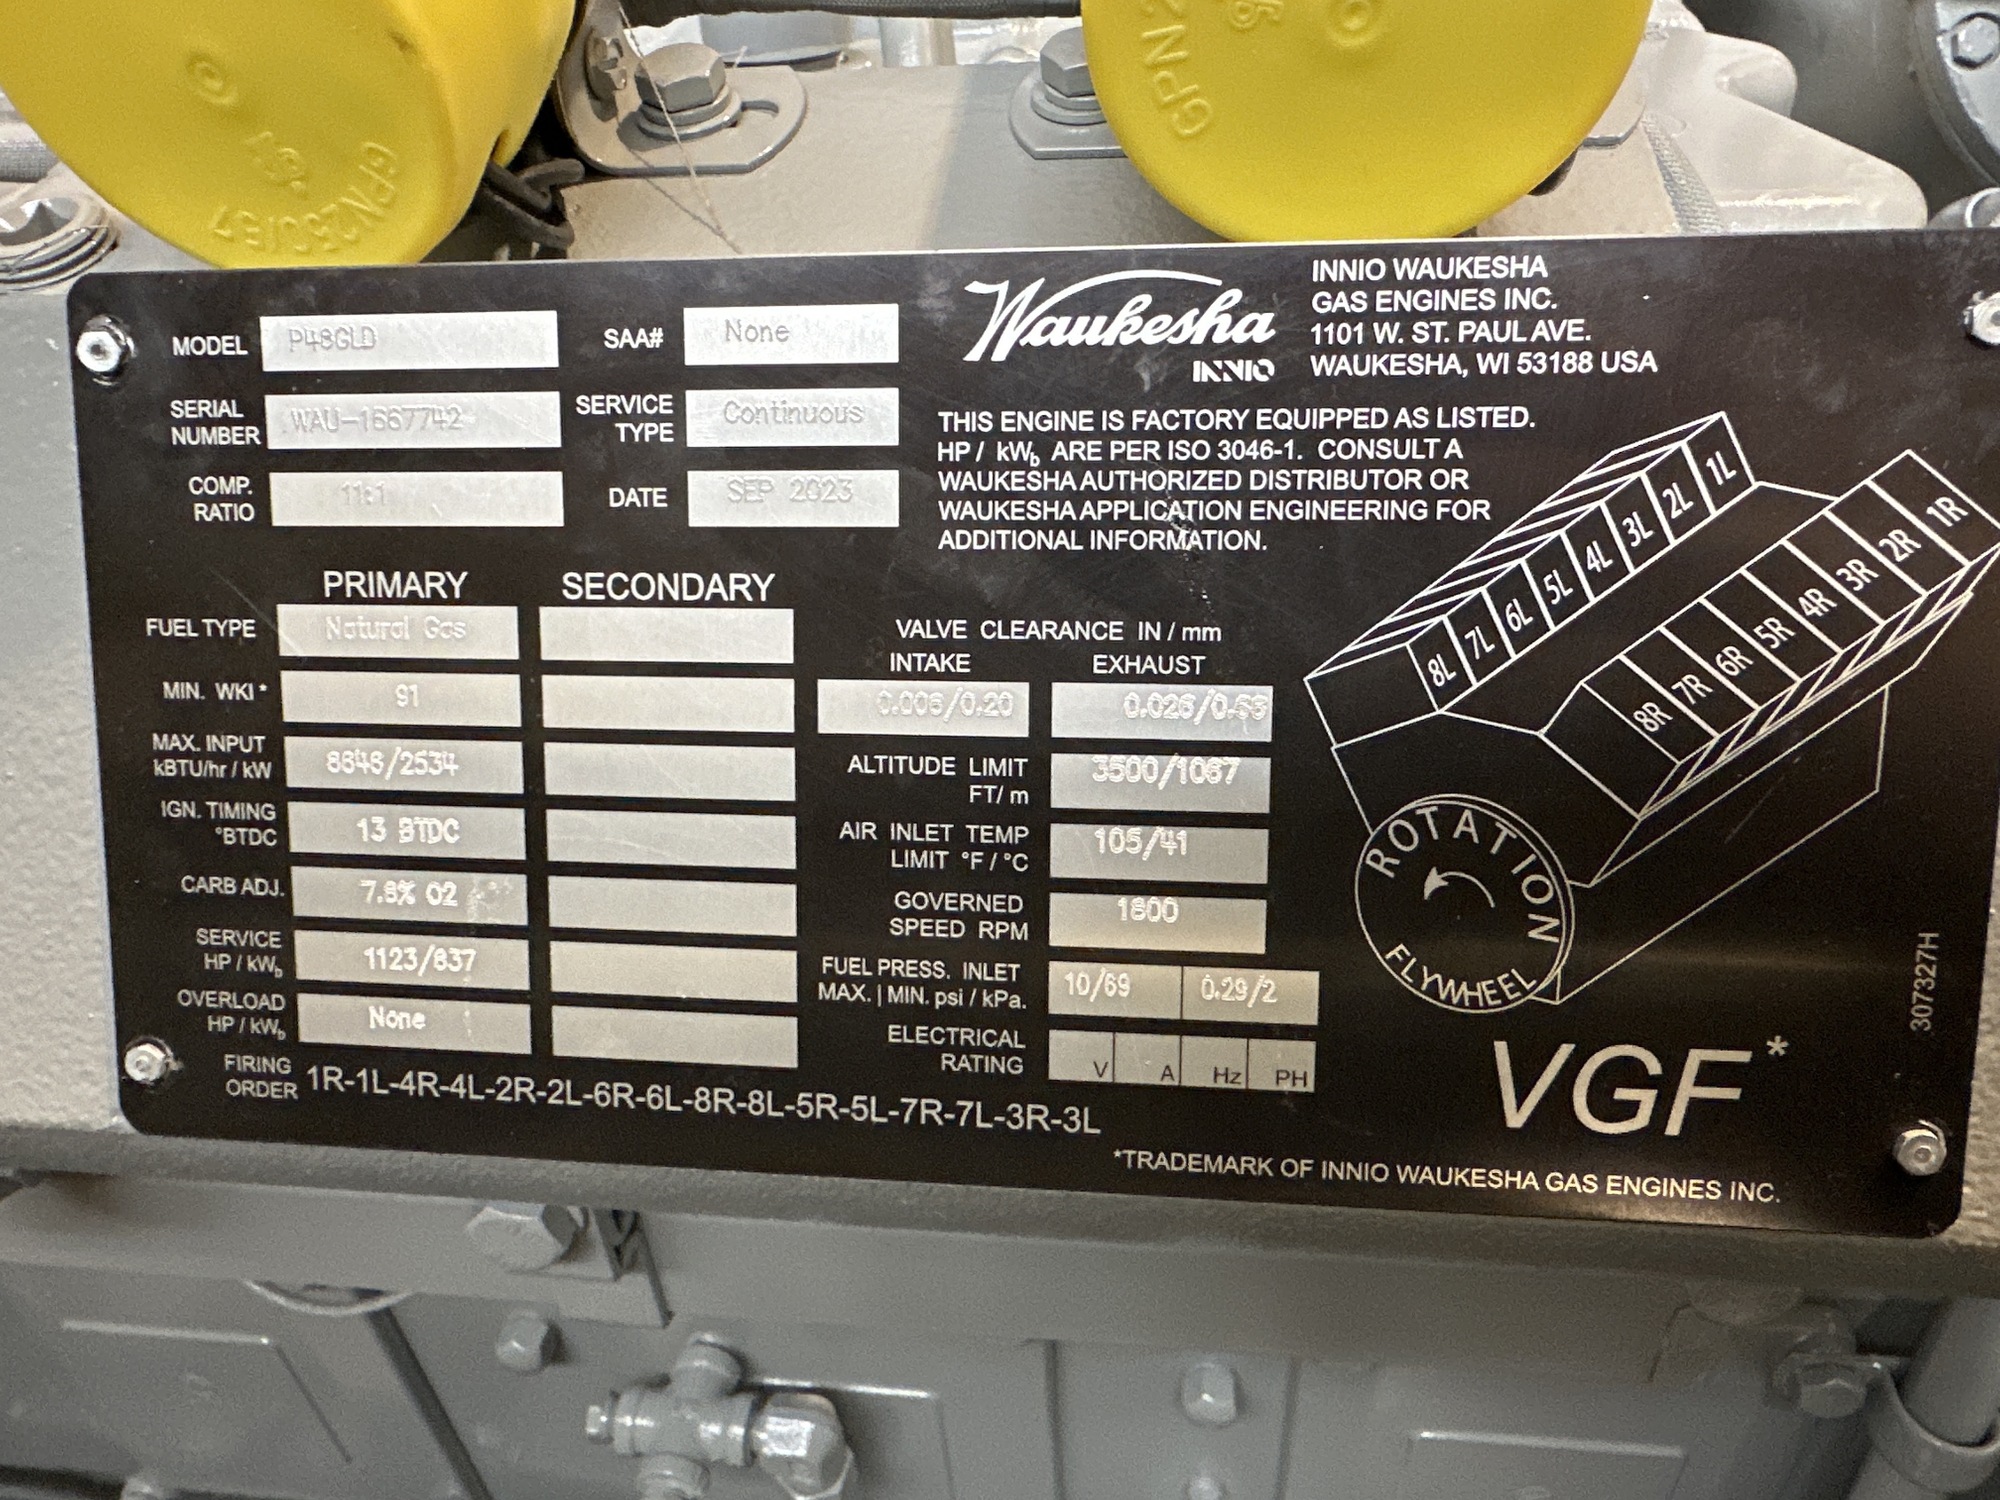 MODEL P48GLD
SAA# None
SERIAL NUMBER WAU-1667742
SERVICE TYPE Continuous
COMP. RATIO 11:1
DATE SEP 2023
Waukesha
INNIO
INNIO WAUKESHA
GAS ENGINES INC.
1101 W. ST. PAUL AVE.
WAUKESHA, WI 53188 USA
THIS ENGINE IS FACTORY EQUIPPED AS LISTED.
HP / kWb ARE PER ISO 3046-1. CONSULT A
WAUKESHA AUTHORIZED DISTRIBUTOR OR
WAUKESHA APPLICATION ENGINEERING FOR
ADDITIONAL INFORMATION.
PRIMARY SECONDARY
FUEL TYPE Natural Gas
MIN. WKI * 91
MAX. INPUT kBTU/hr / kW 8646/2534
IGN. TIMING °BTDC 13 BTDC
CARB ADJ. 7.8% O2
SERVICE HP / kWb 1123/837
OVERLOAD HP / kWb None
VALVE CLEARANCE IN / mm
INTAKE EXHAUST
0.008/0.20 0.026/0.66
ALTITUDE LIMIT FT/ m 3500/1067
AIR INLET TEMP LIMIT °F / °C 105/41
GOVERNED SPEED RPM 1800
FUEL PRESS. INLET MAX. | MIN. psi / kPa. 10/69 0.29/2
ELECTRICAL RATING V A Hz PH
FIRING ORDER 1R-1L-4R-4L-2R-2L-6R-6L-8R-8L-5R-5L-7R-7L-3R-3L
8L 7L 6L 5L 4L 3L 2L 1L
8R 7R 6R 5R 4R 3R 2R 1R
ROTATION
FLYWHEEL
VGF*
307327H
*TRADEMARK OF INNIO WAUKESHA GAS ENGINES INC.